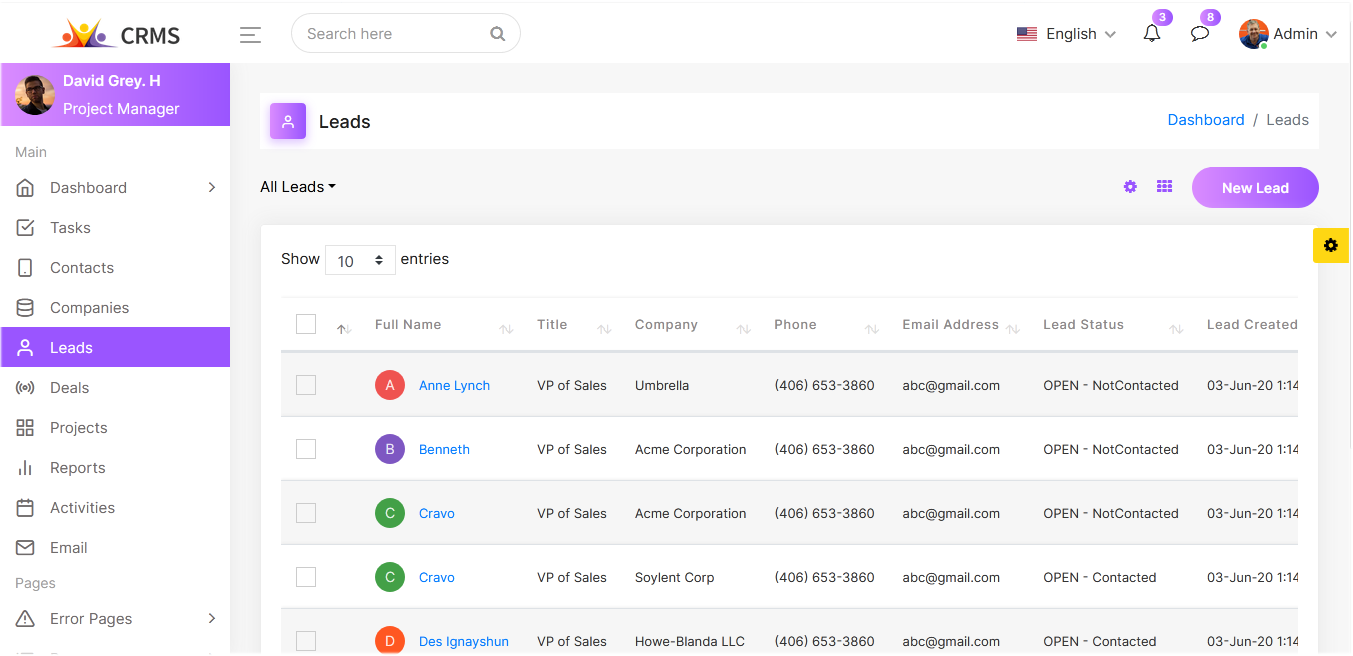 CRMS
Search here
English
3
8
Admin
David Grey. H
Project Manager
Main
Dashboard
Tasks
Contacts
Companies
Leads
Deals
Projects
Reports
Activities
Email
Pages
Error Pages
Leads
Dashboard / Leads
All Leads
New Lead
Show 10 entries
Full Name Title Company Phone Email Address Lead Status Lead Created
A Anne Lynch VP of Sales Umbrella (406) 653-3860 abc@gmail.com OPEN - NotContacted 03-Jun-20 1:14
B Benneth VP of Sales Acme Corporation (406) 653-3860 abc@gmail.com OPEN - NotContacted 03-Jun-20 1:14
C Cravo VP of Sales Acme Corporation (406) 653-3860 abc@gmail.com OPEN - NotContacted 03-Jun-20 1:14
C Cravo VP of Sales Soylent Corp (406) 653-3860 abc@gmail.com OPEN - Contacted 03-Jun-20 1:14
D Des Ignayshun VP of Sales Howe-Blanda LLC (406) 653-3860 abc@gmail.com OPEN - Contacted 03-Jun-20 1:14